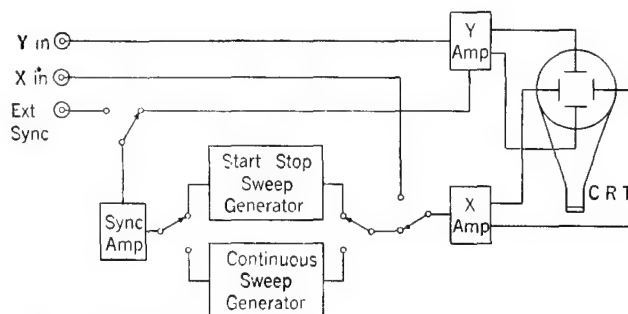 Y in
X in
Ext
Sync
Y
Amp
Start Stop
Sweep
Generator
Sync
Amp
Continuous
Sweep
Generator
X
Amp
CRT